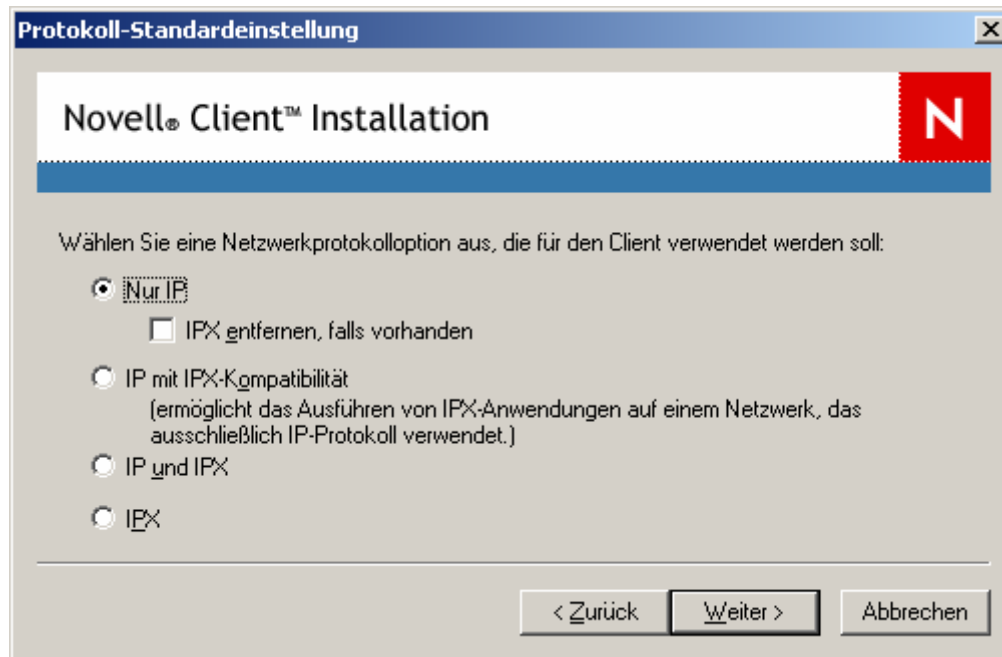 Protokoll-Standardeinstellung
Novell® Client™ Installation
N
Wählen Sie eine Netzwerkprotokolloption aus, die für den Client verwendet werden soll:
Nur IP
IPX entfernen, falls vorhanden
IP mit IPX-Kompatibilität
(ermöglicht das Ausführen von IPX-Anwendungen auf einem Netzwerk, das
ausschließlich IP-Protokoll verwendet.)
IP und IPX
IPX
< Zurück Weiter > Abbrechen